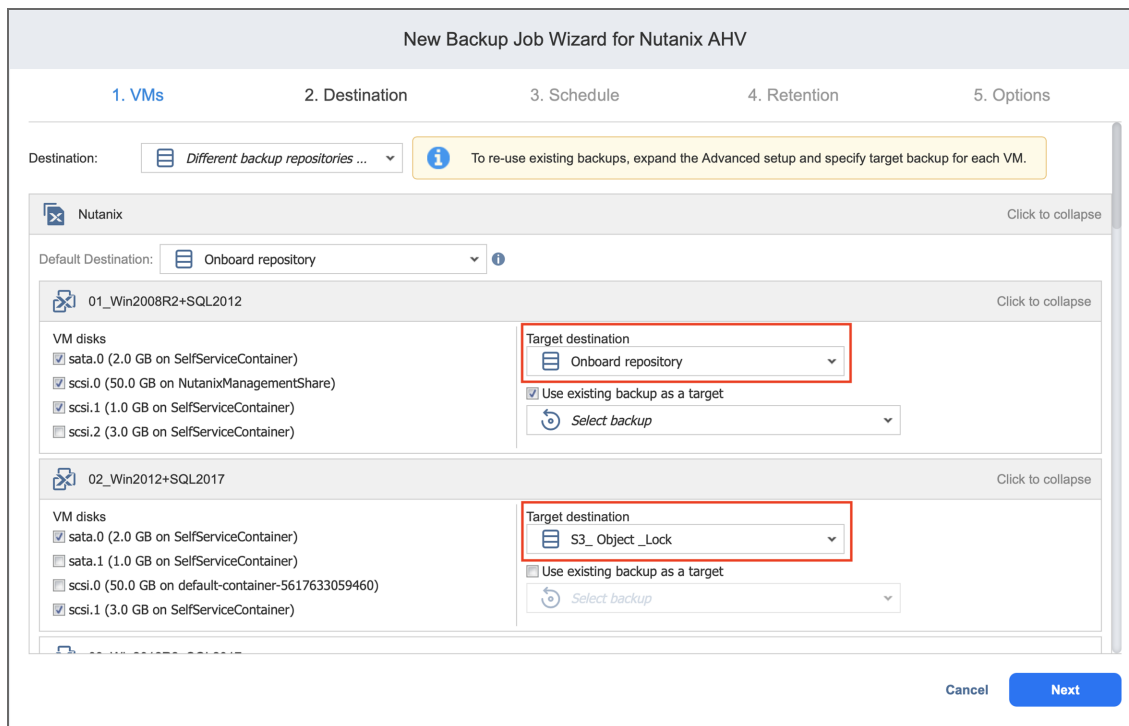 New Backup Job Wizard for Nutanix AHV
1. VMs 2. Destination 3. Schedule 4. Retention 5. Options
Destination: Different backup repositories ... To re-use existing backups, expand the Advanced setup and specify target backup for each VM.
Nutanix Click to collapse
Default Destination: Onboard repository
01_Win2008R2+SQL2012 Click to collapse
VM disks
sata.0 (2.0 GB on SelfServiceContainer)
scsi.0 (50.0 GB on NutanixManagementShare)
scsi.1 (1.0 GB on SelfServiceContainer)
scsi.2 (3.0 GB on SelfServiceContainer)
Target destination
Onboard repository
Use existing backup as a target
Select backup
02_Win2012+SQL2017 Click to collapse
VM disks
sata.0 (2.0 GB on SelfServiceContainer)
sata.1 (1.0 GB on SelfServiceContainer)
scsi.0 (50.0 GB on default-container-5617633059460)
scsi.1 (3.0 GB on SelfServiceContainer)
Target destination
S3_ Object _Lock
Use existing backup as a target
Select backup
Cancel Next